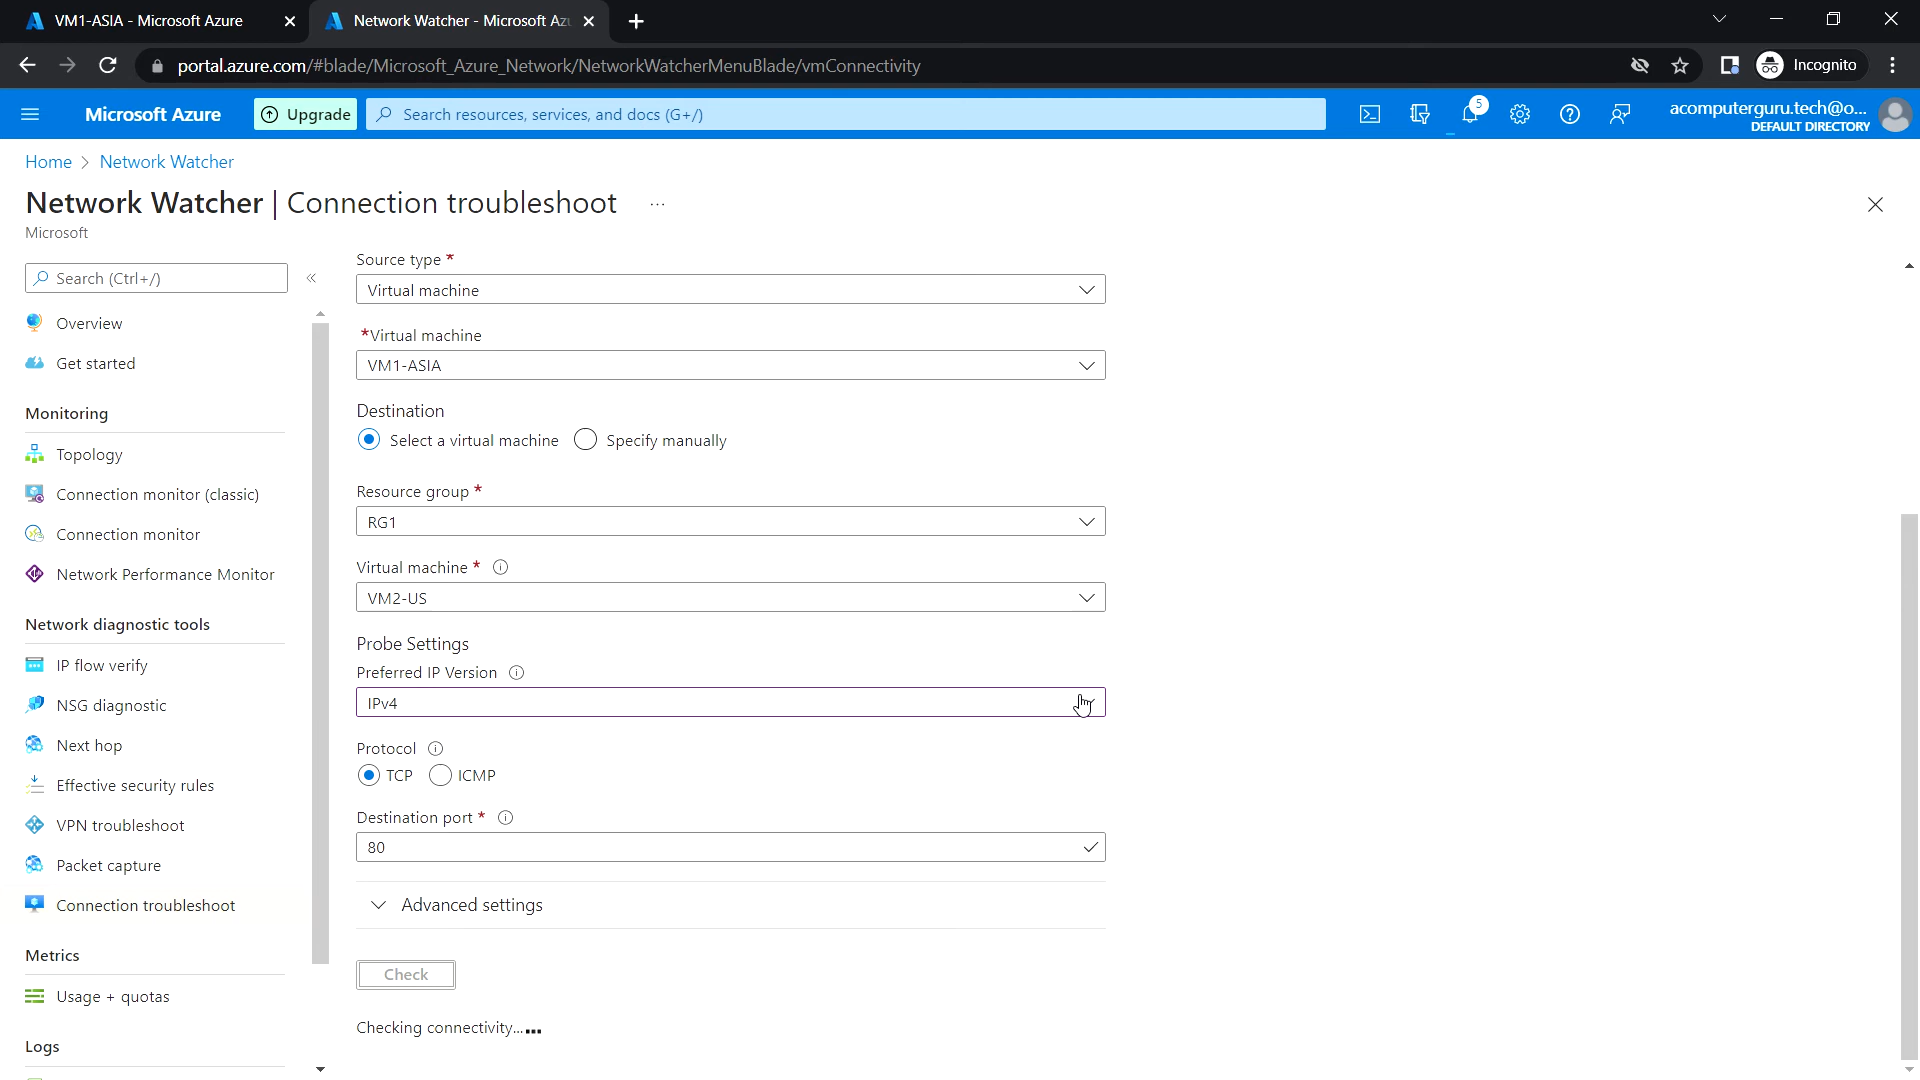 VM1-ASIA - Microsoft Azure
Network Watcher - Microsoft Az
portal.azure.com/#blade/Microsoft_Azure_Network/NetworkWatcherMenuBlade/vmConnectivity
Incognito
Microsoft Azure
Upgrade
Search resources, services, and docs (G+/)
5
acomputerguru.tech@o...
DEFAULT DIRECTORY
Home > Network Watcher
Network Watcher | Connection troubleshoot ...
Microsoft
Search (Ctrl+/)
«
Overview
Get started
Monitoring
Topology
Connection monitor (classic)
Connection monitor
Network Performance Monitor
Network diagnostic tools
IP flow verify
NSG diagnostic
Next hop
Effective security rules
VPN troubleshoot
Packet capture
Connection troubleshoot
Metrics
Usage + quotas
Logs
Source type *
Virtual machine
*Virtual machine
VM1-ASIA
Destination
Select a virtual machine
Specify manually
Resource group *
RG1
Virtual machine *
VM2-US
Probe Settings
Preferred IP Version
IPv4
Protocol
TCP
ICMP
Destination port *
80
Advanced settings
Check
Checking connectivity...